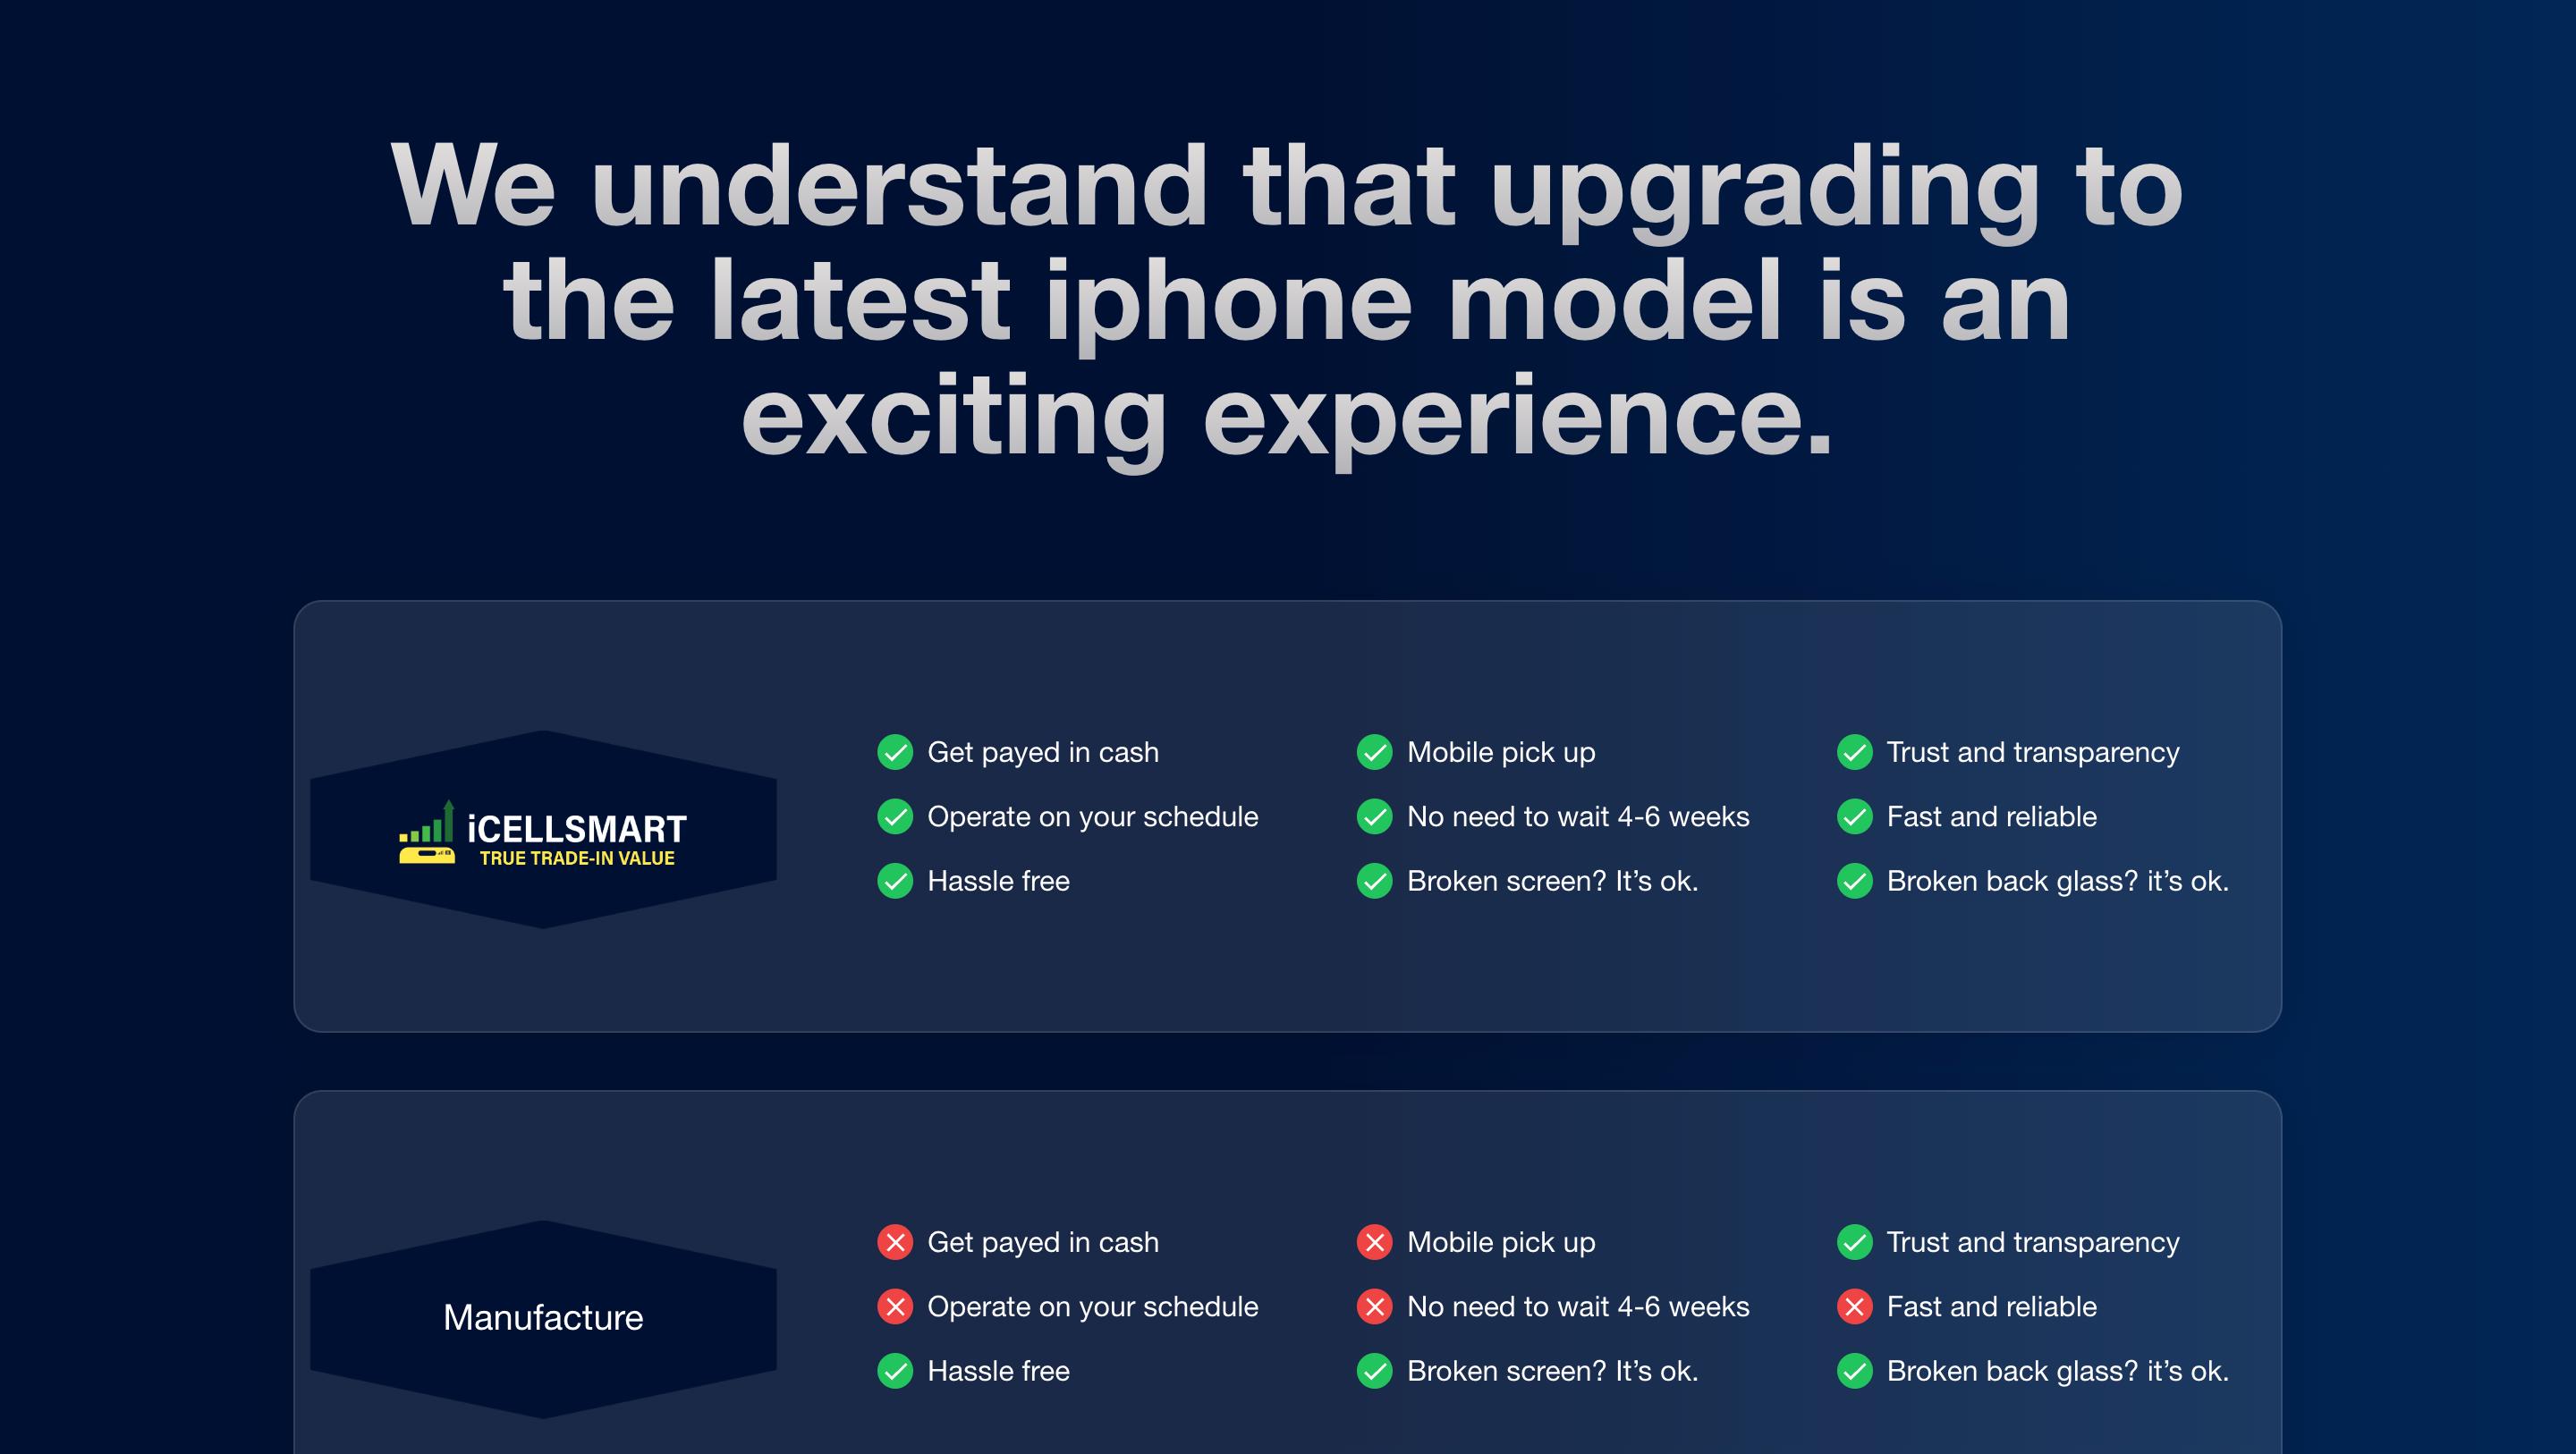 We understand that upgrading to
the latest iphone model is an
exciting experience.
iCELLSMART
TRUE TRADE-IN VALUE
Get payed in cash
Operate on your schedule
Hassle free
Mobile pick up
No need to wait 4-6 weeks
Broken screen? It’s ok.
Trust and transparency
Fast and reliable
Broken back glass? it’s ok.
Manufacture
Get payed in cash
Operate on your schedule
Hassle free
Mobile pick up
No need to wait 4-6 weeks
Broken screen? It’s ok.
Trust and transparency
Fast and reliable
Broken back glass? it’s ok.